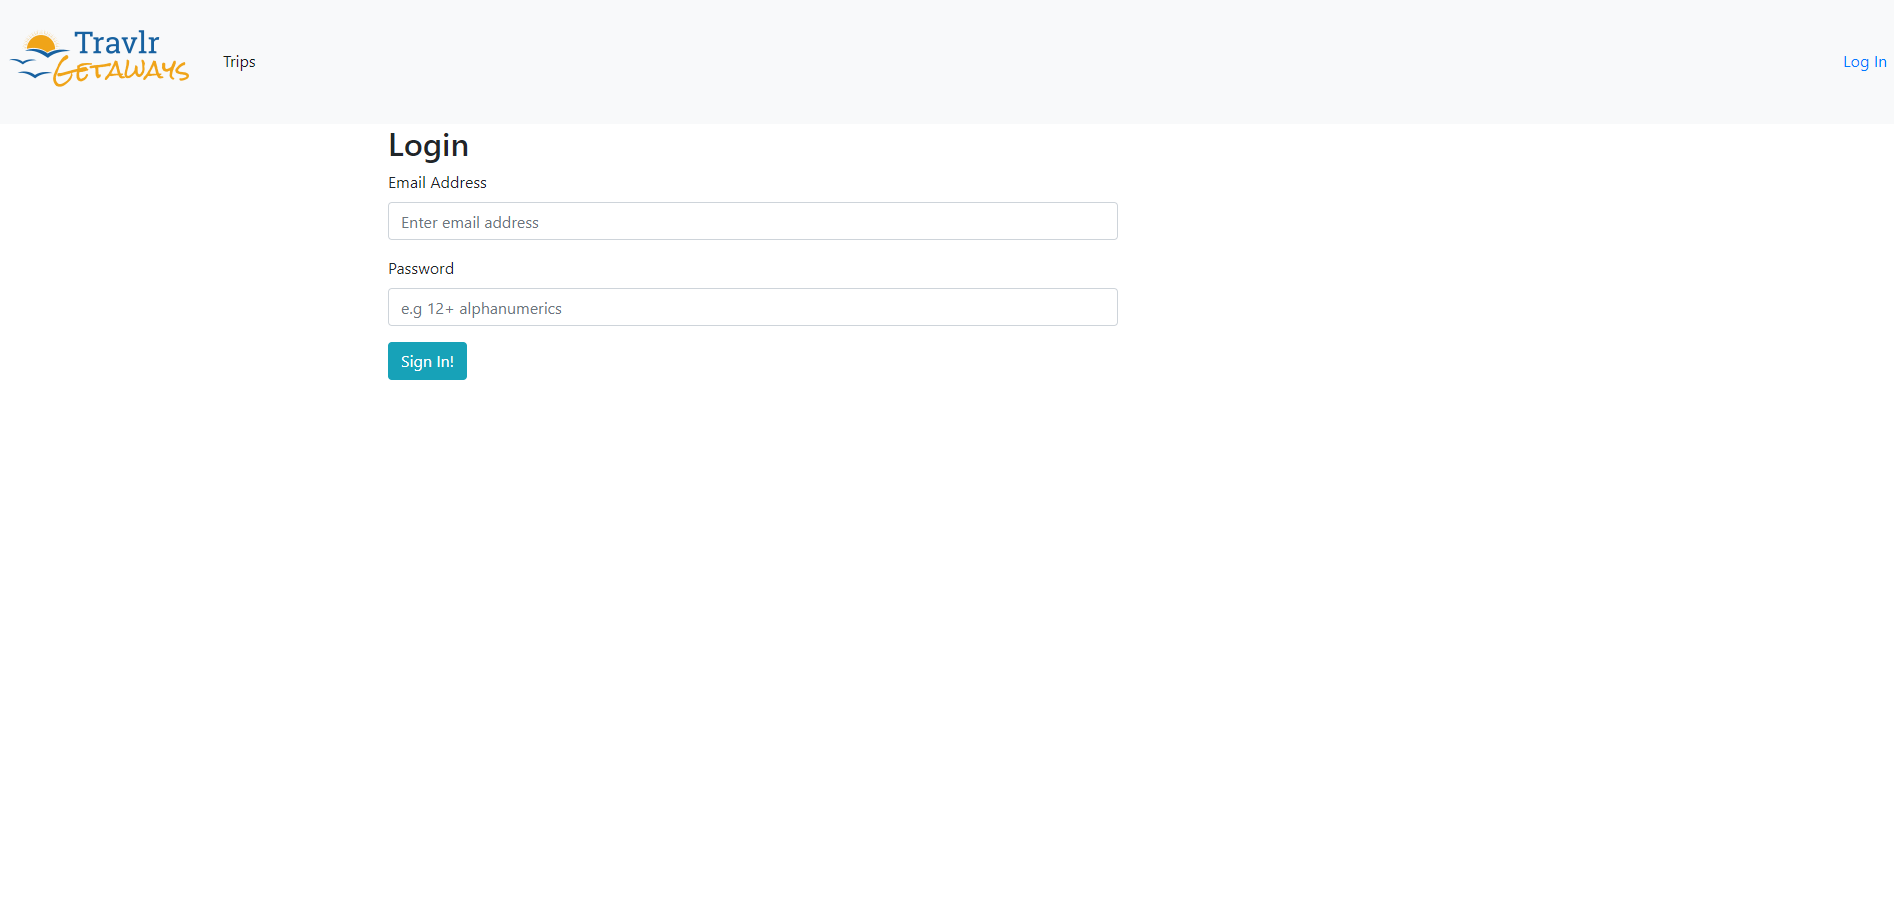 Travlr
GETAWAYS
Trips
Log In
Login
Email Address
Enter email address
Password
e.g 12+ alphanumerics
Sign In!